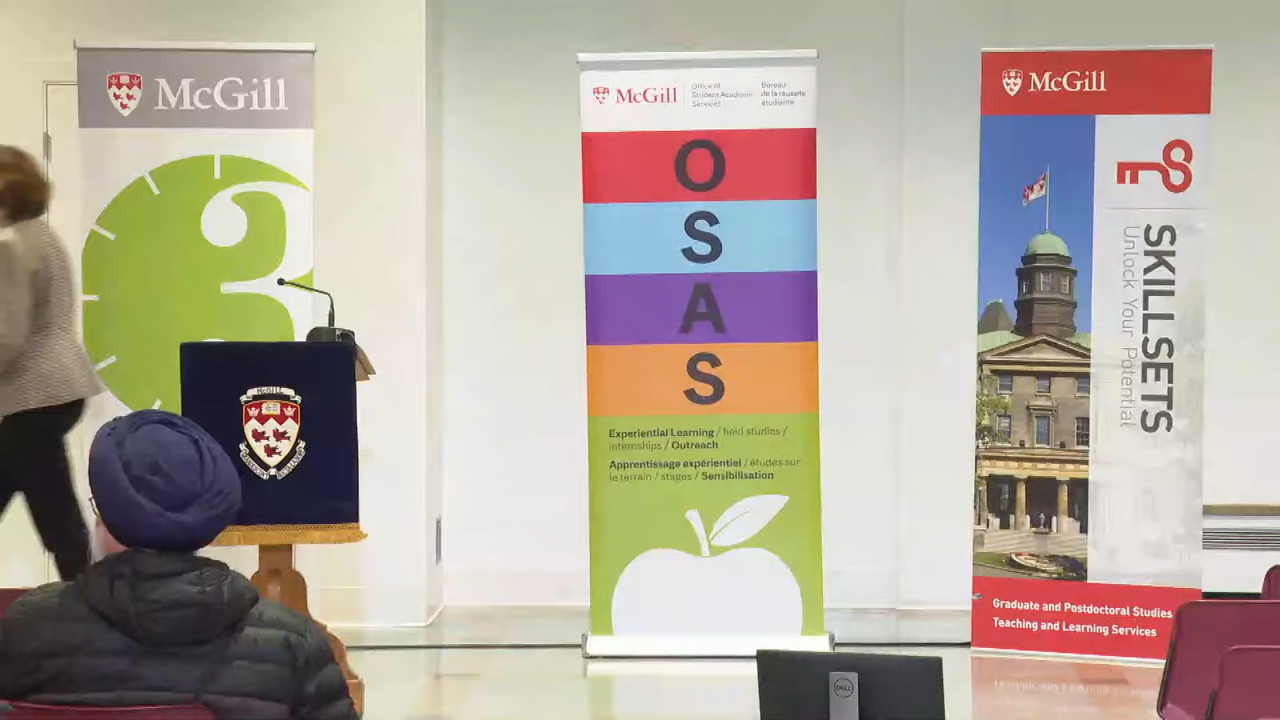 McGill
3
McGILL
McGill
Office of
Student Academic
Services
Bureau
de la réussite
étudiante
O
S
A
S
Experiential Learning / field studies /
internships / Outreach
Apprentissage expérientiel / études sur
le terrain / stages / Sensibilisation
DELL
McGill
SKILLSETS
Unlock Your Potential
Graduate and Postdoctoral Studies
Teaching and Learning Services